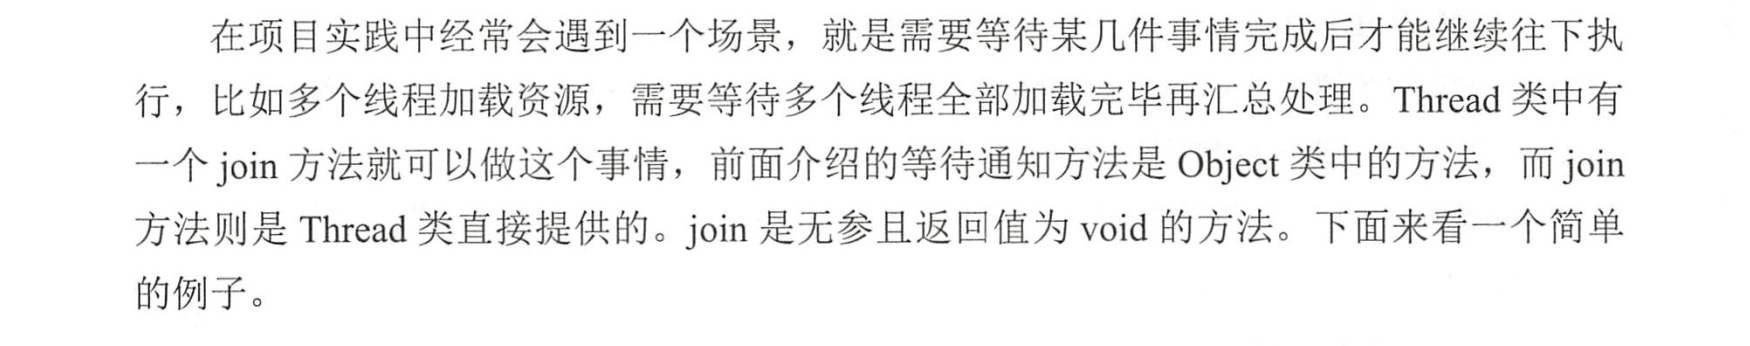 在项目实践中经常会遇到一个场景，就是需要等待某几件事情完成后才能继续往下执
行，比如多个线程加载资源，需要等待多个线程全部加载完毕再汇总处理。Thread 类中有
一个 join 方法就可以做这个事情，前面介绍的等待通知方法是 Object 类中的方法，而 join
方法则是 Thread 类直接提供的。join 是无参且返回值为 void 的方法。下面来看一个简单
的例子。